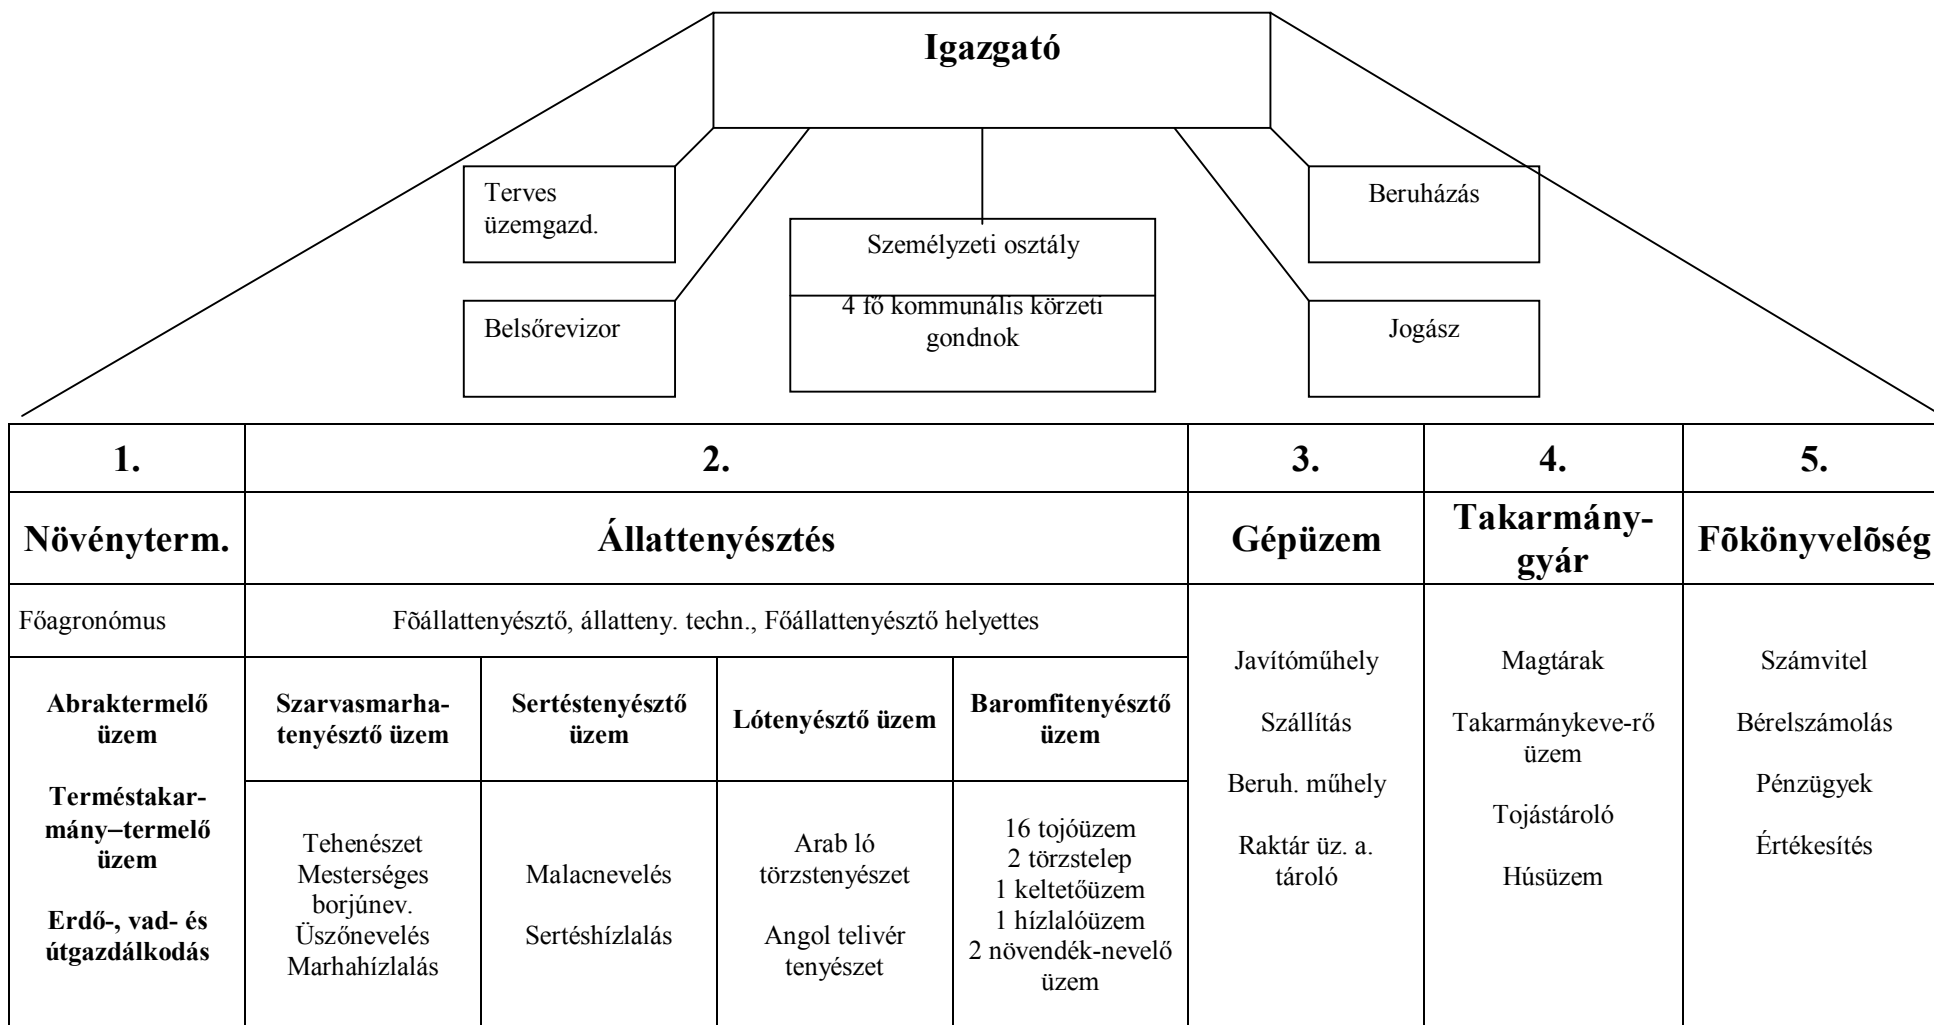 Igazgató
Terves
üzemgazd.
Beruházás
Személyzeti osztály
4 fő kommunális körzeti
gondnok
Belsőrevizor
Jogász
1.
2.
3.
4.
5.
Növényterm.
Állattenyésztés
Gépüzem
Takarmány-
gyár
Fõkönyvelõség
Főagronómus
Fõállattenyésztő, állatteny. techn., Főállattenyésztő helyettes
Abraktermelő
üzem
Terméstakar-
mány–termelő
üzem
Erdő-, vad- és
útgazdálkodás
Szarvasmarha-
tenyésztő üzem
Tehenészet
Mesterséges
borjúnev.
Üszőnevelés
Marhahízlalás
Sertéstenyésztő
üzem
Malacnevelés
Sertéshízlalás
Lótenyésztő üzem
Arab ló
törzstenyészet
Angol telivér
tenyészet
Baromfitenyésztő
üzem
16 tojóüzem
2 törzstelep
1 keltetőüzem
1 hízlalóüzem
2 növendék-nevelő
üzem
Javítóműhely
Szállítás
Beruh. műhely
Raktár üz. a.
tároló
Magtárak
Takarmánykeve-rő
üzem
Tojástároló
Húsüzem
Számvitel
Bérelszámolás
Pénzügyek
Értékesítés